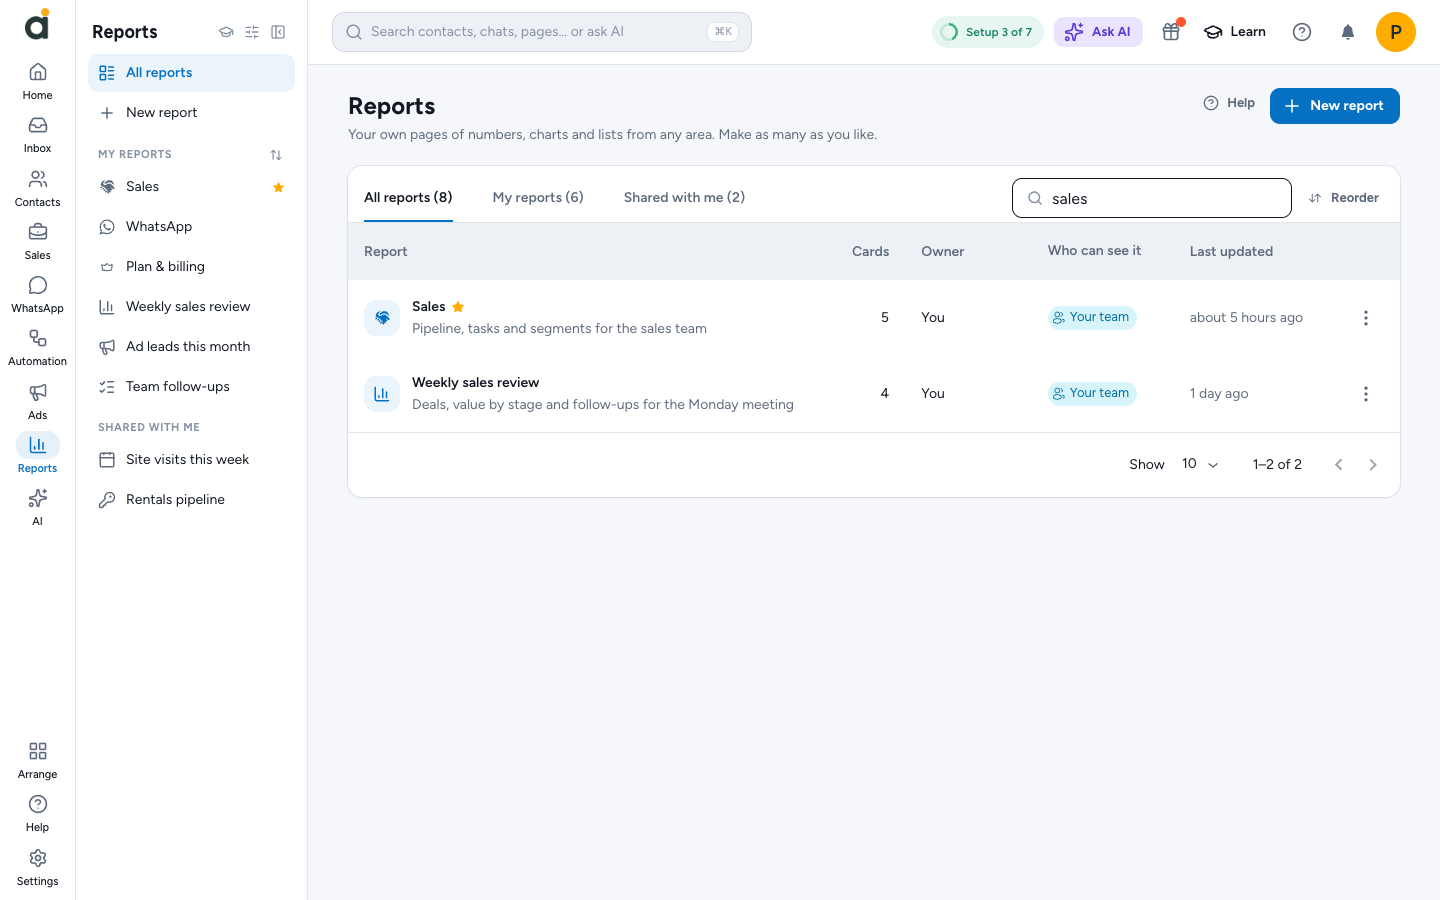 Home
Inbox
Contacts
Sales
WhatsApp
Automation
Ads
Reports
AI
Arrange
Help
Settings
Reports
All reports
New report
MY REPORTS
Sales
WhatsApp
Plan & billing
Weekly sales review
Ad leads this month
Team follow-ups
SHARED WITH ME
Site visits this week
Rentals pipeline
Search contacts, chats, pages... or ask AI
⌘K
Setup 3 of 7
Ask AI
Learn
P
Reports
Your own pages of numbers, charts and lists from any area. Make as many as you like.
Help
New report
All reports (8)
My reports (6)
Shared with me (2)
sales
Reorder
Report
Cards
Owner
Who can see it
Last updated
Sales
Pipeline, tasks and segments for the sales team
5
You
Your team
about 5 hours ago
Weekly sales review
Deals, value by stage and follow-ups for the Monday meeting
4
You
Your team
1 day ago
Show
10
1–2 of 2